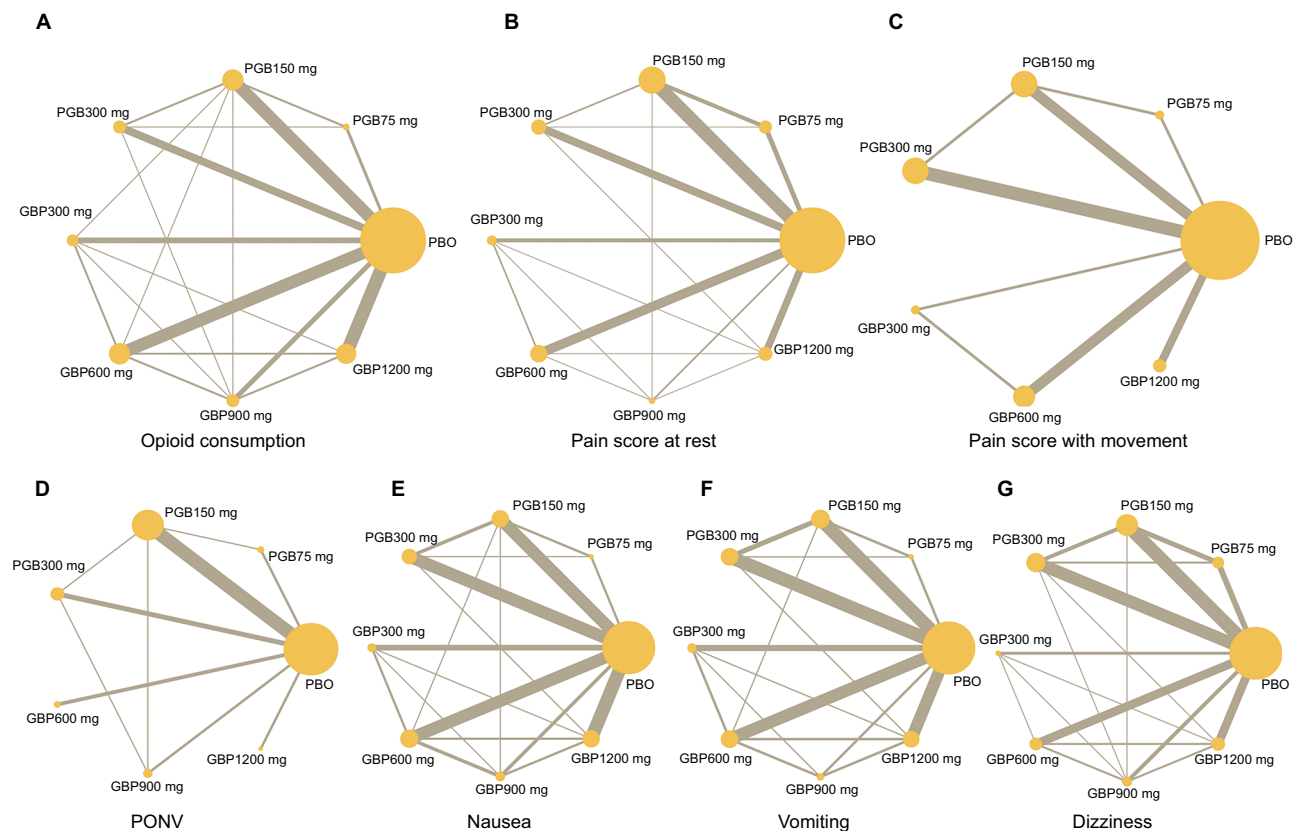 A
PGB150 mg
PGB300 mg
PGB75 mg
GBP300 mg
PBO
GBP600 mg
GBP1200 mg
GBP900 mg
Opioid consumption
B
PGB150 mg
PGB300 mg
PGB75 mg
GBP300 mg
PBO
GBP600 mg
GBP1200 mg
GBP900 mg
Pain score at rest
C
PGB150 mg
PGB75 mg
PGB300 mg
PBO
GBP300 mg
GBP1200 mg
GBP600 mg
Pain score with movement
D
PGB150 mg
PGB75 mg
PGB300 mg
PBO
GBP600 mg
GBP1200 mg
GBP900 mg
PONV
E
PGB150 mg
PGB300 mg
PGB75 mg
GBP300 mg
PBO
GBP600 mg
GBP1200 mg
GBP900 mg
Nausea
F
PGB150 mg
PGB300 mg
PGB75 mg
GBP300 mg
PBO
GBP600 mg
GBP1200 mg
GBP900 mg
Vomiting
G
PGB150 mg
PGB300 mg
PGB75 mg
GBP300 mg
PBO
GBP600 mg
GBP1200 mg
GBP900 mg
Dizziness